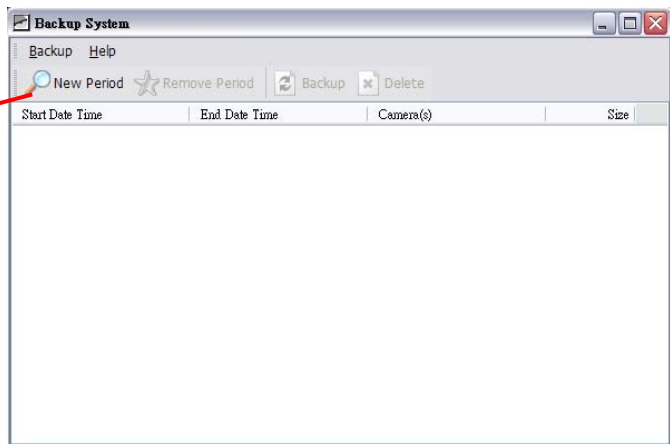 Backup System
Backup Help
New Period Remove Period Backup Delete
Start Date Time End Date Time Camera(s) Size